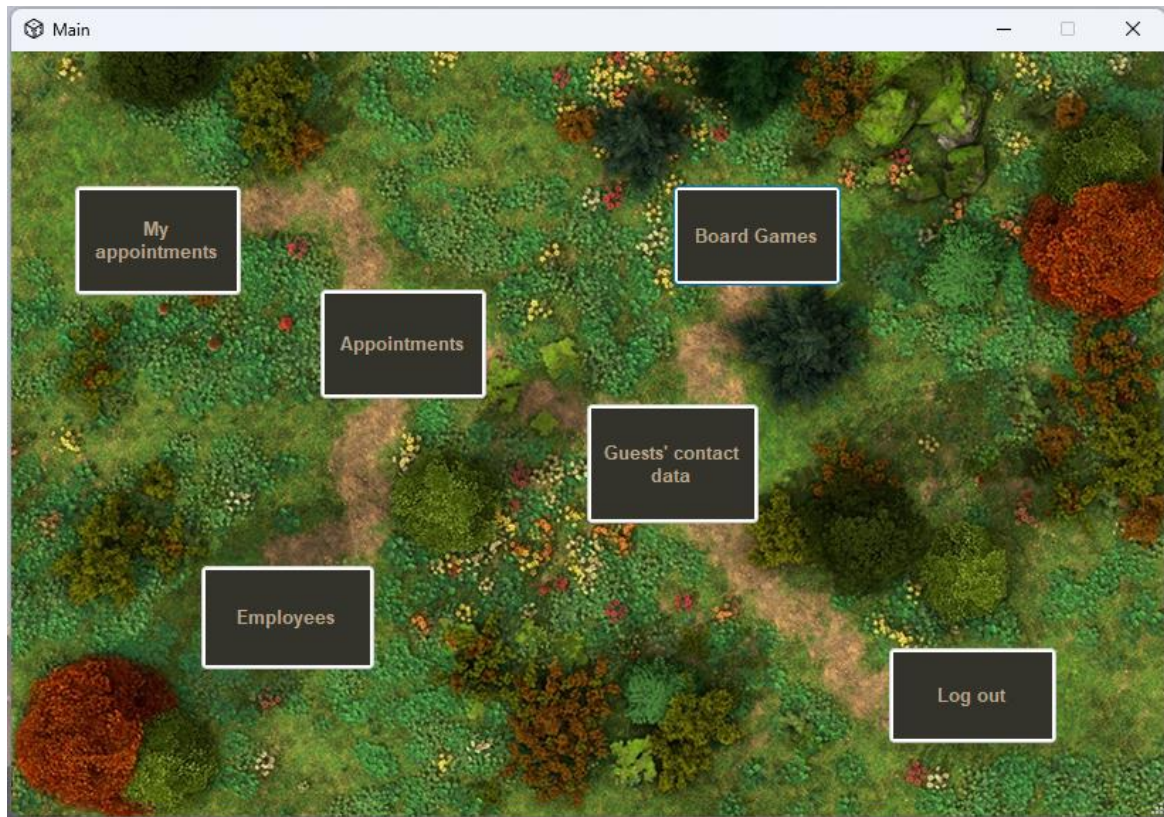 Main
My
appointments
Board Games
Appointments
Guests' contact
data
Employees
Log out